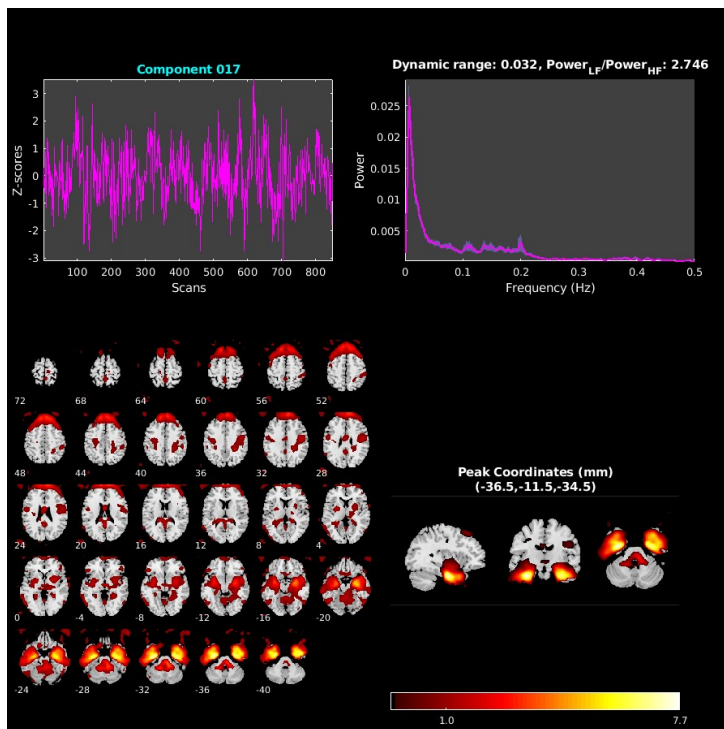 Component 017
Z-scores
3
2
1
0
-1
-2
-3
100 200 300 400 500 600 700 800
Scans
Dynamic range: 0.032, Power_LF/Power_HF: 2.746
Power
0.025
0.02
0.015
0.01
0.005
0 0.1 0.2 0.3 0.4 0.5
Frequency (Hz)
72 68 64 60 56 52
48 44 40 36 32 28
24 20 16 12 8 4
0 -4 -8 -12 -16 -20
-24 -28 -32 -36 -40
Peak Coordinates (mm)
(-36.5,-11.5,-34.5)
1.0 7.7